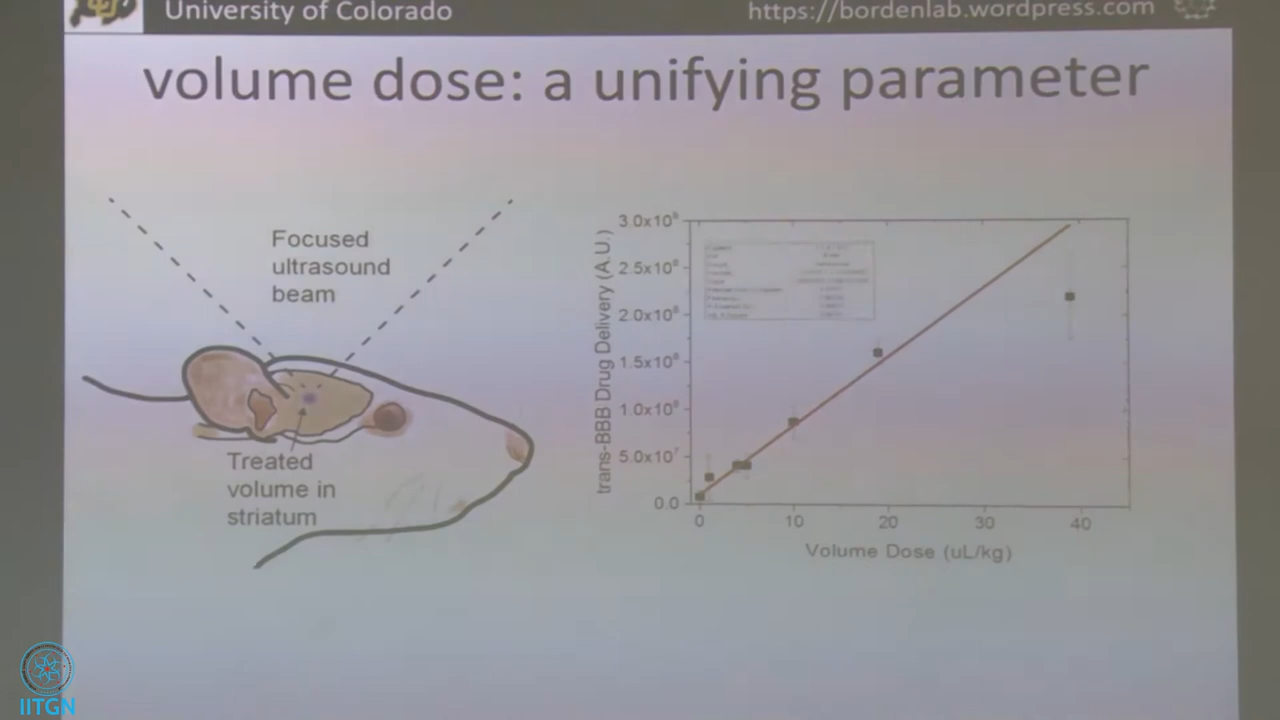 University of Colorado
https://bordenlab.wordpress.com
volume dose: a unifying parameter
Focused
ultrasound
beam
Treated
volume in
striatum
trans-BBB Drug Delivery (A.U.)
3.0x10⁸
2.5x10⁸
2.0x10⁸
1.5x10⁸
1.0x10⁸
5.0x10⁷
0.0
0 10 20 30 40
Volume Dose (uL/kg)
IITGN